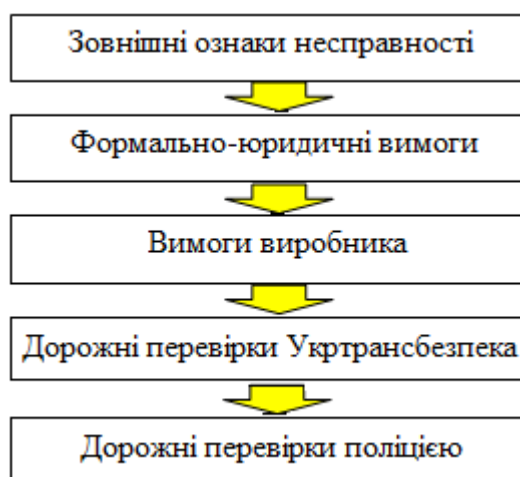 Зовнішні ознаки несправності
Формально-юридичні вимоги
Вимоги виробника
Дорожні перевірки Укртрансбезпека
Дорожні перевірки поліцією